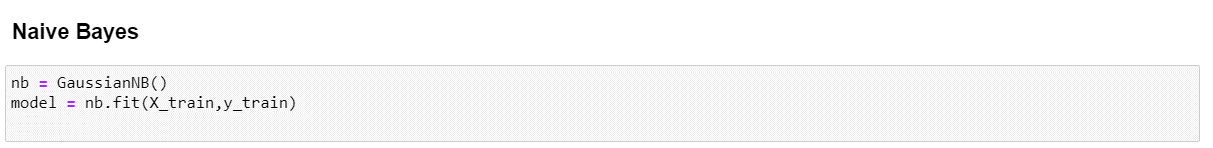 Naive Bayes
nb = GaussianNB()
model = nb.fit(X_train,y_train)